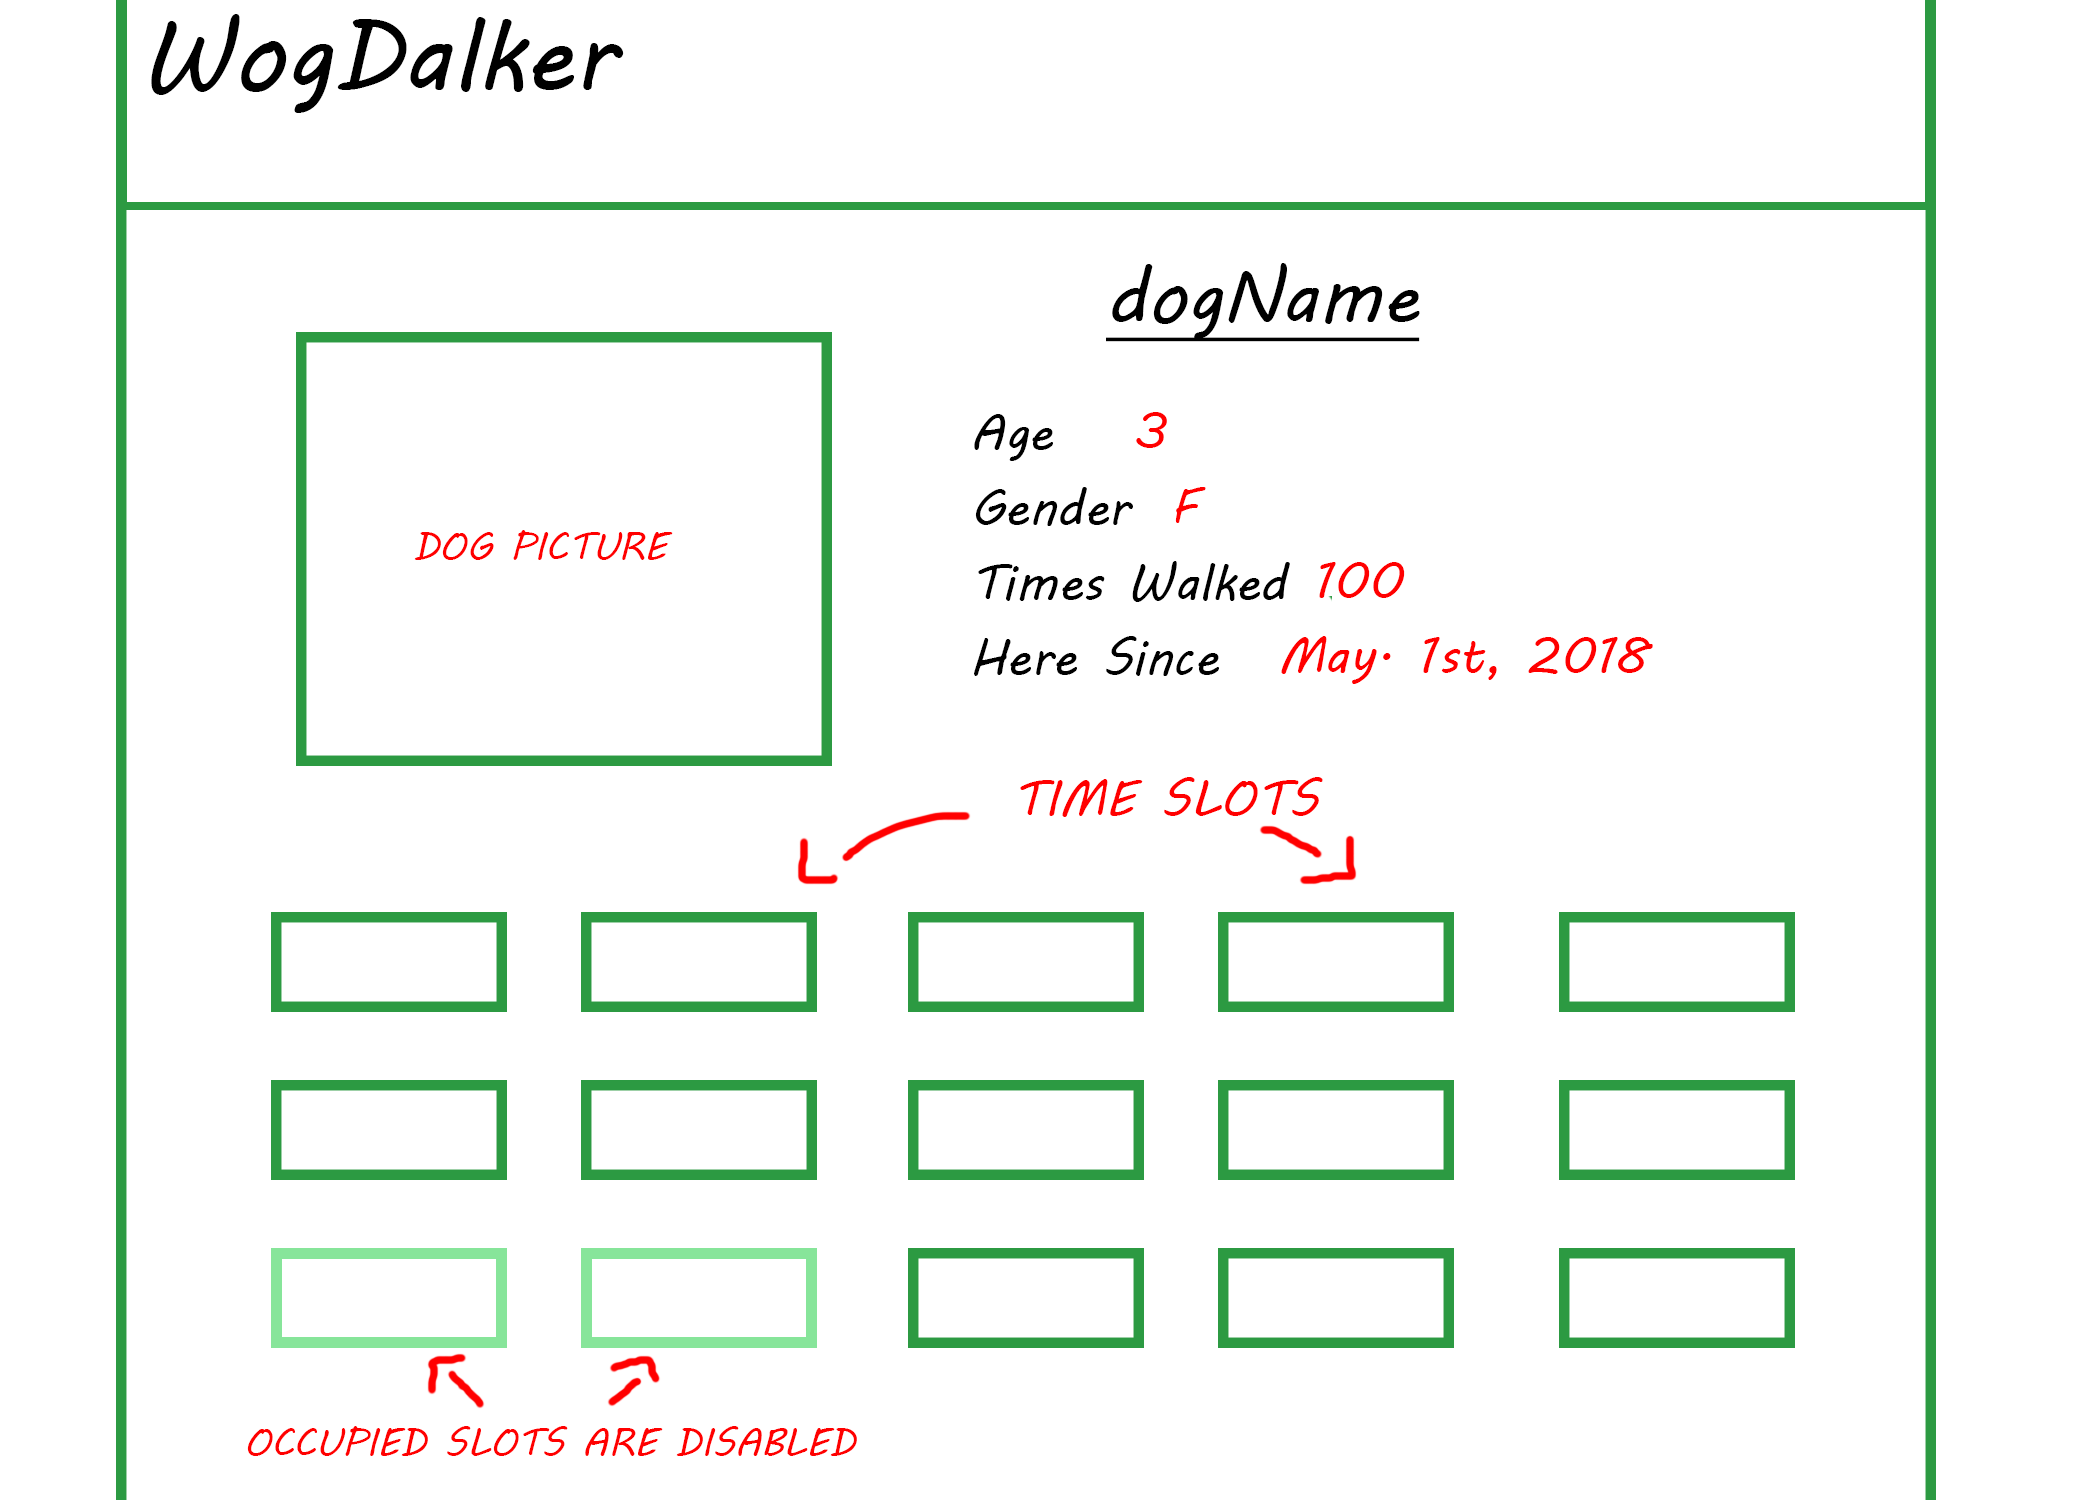 WogDalker
dogName
DOG PICTURE
Age 3
Gender F
Times Walked 100
Here Since May. 1st, 2018
TIME SLOTS
OCCUPIED SLOTS ARE DISABLED